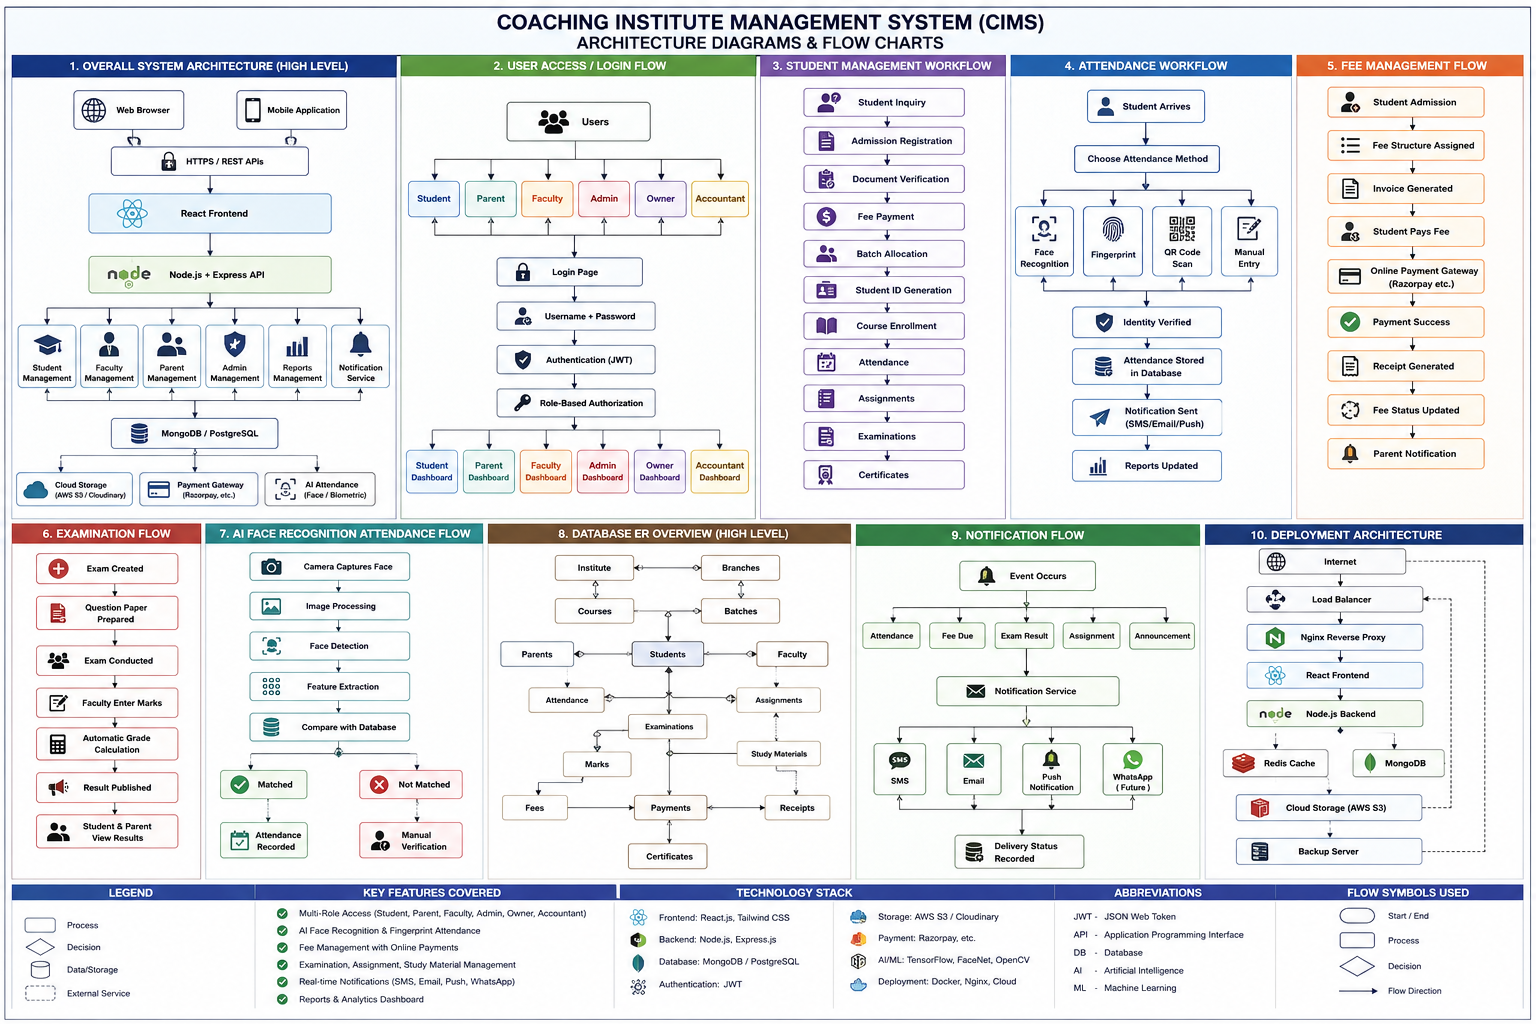 COACHING INSTITUTE MANAGEMENT SYSTEM (CIMS)
ARCHITECTURE DIAGRAMS & FLOW CHARTS
1. OVERALL SYSTEM ARCHITECTURE (HIGH LEVEL)
Web Browser
Mobile Application
HTTPS / REST APIs
React Frontend
node
Node.js + Express API
Student
Management
Faculty
Management
Parent
Management
Admin
Management
Reports
Management
Notification
Service
MongoDB / PostgreSQL
Cloud Storage
(AWS S3 / Cloudinary)
Payment Gateway
(Razorpay, etc.)
AI Attendance
(Face / Biometric)
2. USER ACCESS / LOGIN FLOW
Users
Student
Parent
Faculty
Admin
Owner
Accountant
Login Page
Username + Password
Authentication (JWT)
Role-Based Authorization
Student
Dashboard
Parent
Dashboard
Faculty
Dashboard
Admin
Dashboard
Owner
Dashboard
Accountant
Dashboard
3. STUDENT MANAGEMENT WORKFLOW
Student Inquiry
Admission Registration
Document Verification
Fee Payment
Batch Allocation
Student ID Generation
Course Enrollment
Attendance
Assignments
Examinations
Certificates
4. ATTENDANCE WORKFLOW
Student Arrives
Choose Attendance Method
Face
Recognition
Fingerprint
QR Code
Scan
Manual
Entry
Identity Verified
Attendance Stored
in Database
Notification Sent
(SMS/Email/Push)
Reports Updated
5. FEE MANAGEMENT FLOW
Student Admission
Fee Structure Assigned
Invoice Generated
Student Pays Fee
Online Payment Gateway
(Razorpay etc.)
Payment Success
Receipt Generated
Fee Status Updated
Parent Notification
6. EXAMINATION FLOW
Exam Created
Question Paper
Prepared
Exam Conducted
Faculty Enter Marks
Automatic Grade
Calculation
Result Published
Student & Parent
View Results
7. AI FACE RECOGNITION ATTENDANCE FLOW
Camera Captures Face
Image Processing
Face Detection
Feature Extraction
Compare with Database
Matched
Not Matched
Attendance
Recorded
Manual
Verification
8. DATABASE ER OVERVIEW (HIGH LEVEL)
Institute
Branches
Courses
Batches
Parents
Students
Faculty
Attendance
Assignments
Examinations
Marks
Study Materials
Fees
Payments
Receipts
Certificates
9. NOTIFICATION FLOW
Event Occurs
Attendance
Fee Due
Exam Result
Assignment
Announcement
Notification Service
SMS
SMS
Email
Push
Notification
WhatsApp
( Future )
Delivery Status
Recorded
10. DEPLOYMENT ARCHITECTURE
Internet
Load Balancer
N
Nginx Reverse Proxy
React Frontend
node
Node.js Backend
Redis Cache
MongoDB
Cloud Storage (AWS S3)
Backup Server
LEGEND
Process
Decision
Data/Storage
External Service
KEY FEATURES COVERED
Multi-Role Access (Student, Parent, Faculty, Admin, Owner, Accountant)
AI Face Recognition & Fingerprint Attendance
Fee Management with Online Payments
Examination, Assignment, Study Material Management
Real-time Notifications (SMS, Email, Push, WhatsApp)
Reports & Analytics Dashboard
TECHNOLOGY STACK
Frontend: React.js, Tailwind CSS
Backend: Node.js, Express.js
Database: MongoDB / PostgreSQL
Authentication: JWT
Storage: AWS S3 / Cloudinary
Payment: Razorpay, etc.
AI/ML: TensorFlow, FaceNet, OpenCV
Deployment: Docker, Nginx, Cloud
ABBREVIATIONS
JWT - JSON Web Token
API - Application Programming Interface
DB - Database
AI - Artificial Intelligence
ML - Machine Learning
FLOW SYMBOLS USED
Start / End
Process
Decision
Flow Direction